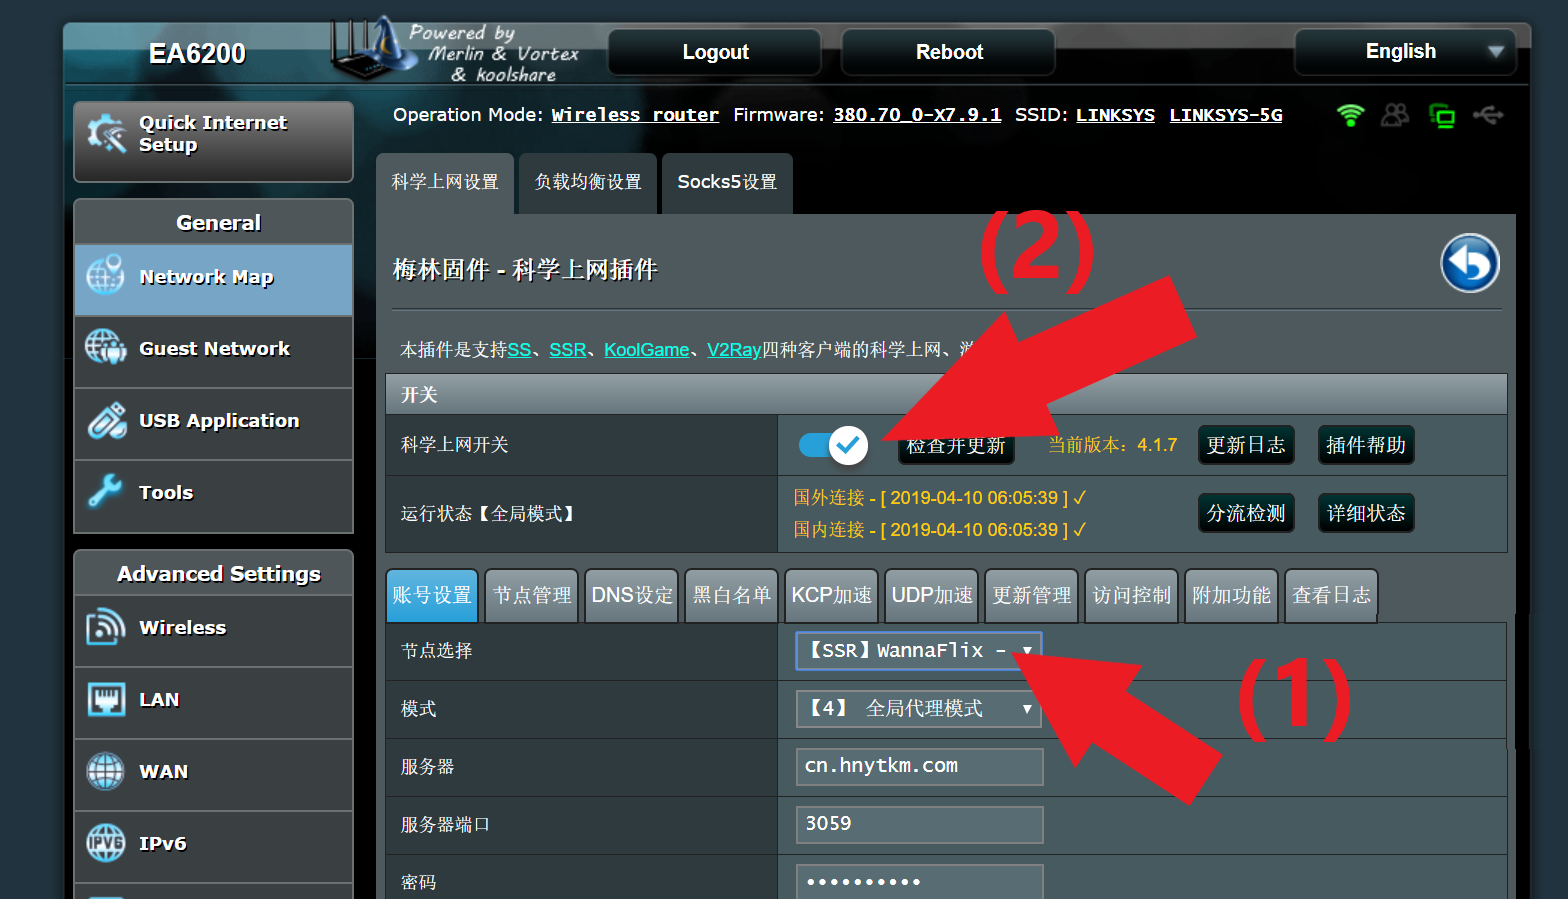 EA6200
Powered by
Merlin & Vortex
& koolshare
Logout
Reboot
English
Quick Internet
Setup
Operation Mode: Wireless router Firmware: 380.70_0-X7.9.1 SSID: LINKSYS LINKSYS-5G
General
Network Map
Guest Network
USB Application
Tools
Advanced Settings
Wireless
LAN
WAN
IPv6
科学上网设置
负载均衡设置
Socks5设置
(2)
梅林固件 - 科学上网插件
本插件是支持SS、SSR、KoolGame、V2Ray四种客户端的科学上网、游
开关
科学上网开关
检查并更新
当前版本：4.1.7
更新日志
插件帮助
运行状态【全局模式】
国外连接 - [ 2019-04-10 06:05:39 ] ✓
国内连接 - [ 2019-04-10 06:05:39 ] ✓
分流检测
详细状态
账号设置
节点管理
DNS设定
黑白名单
KCP加速
UDP加速
更新管理
访问控制
附加功能
查看日志
节点选择
【SSR】WannaFlix -
(1)
模式
【4】 全局代理模式
服务器
cn.hnytkm.com
服务器端口
3059
密码
••••••••••